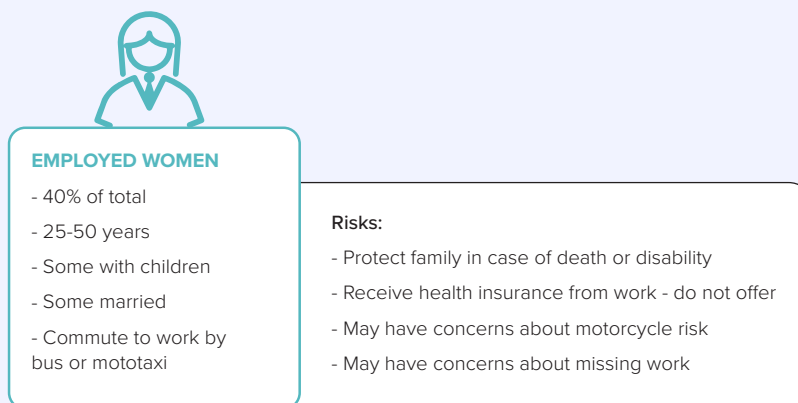 EMPLOYED WOMEN
- 40% of total
- 25-50 years
- Some with children
- Some married
- Commute to work by
bus or mototaxi
Risks:
- Protect family in case of death or disability
- Receive health insurance from work - do not offer
- May have concerns about motorcycle risk
- May have concerns about missing work